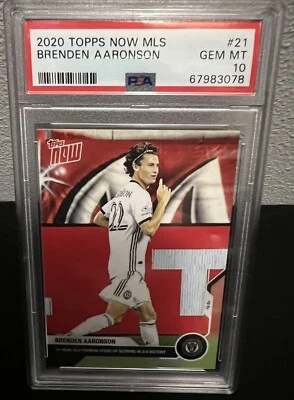 2020 TOPPS NOW MLS #21
BRENDEN AARONSON GEM MT
10
PSA 67983078
Topps
NOW
22
T
BRENDEN AARONSON